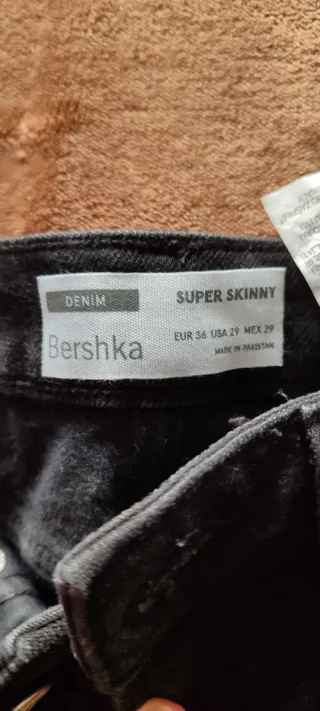 DENIM
SUPER SKINNY
Bershka
EUR 36 USA 29 MEX 29
MADE IN PAKISTAN